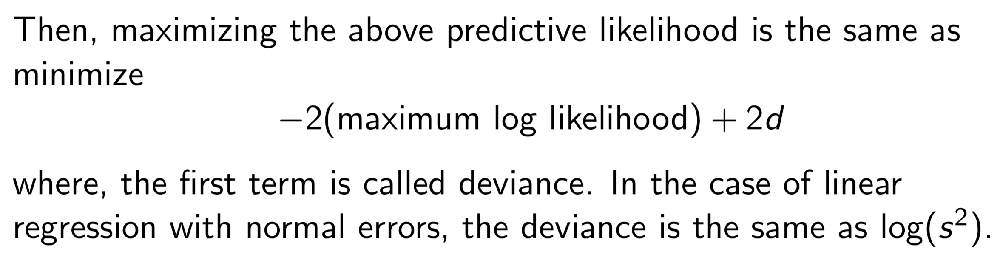 Then, maximizing the above predictive likelihood is the same as
minimize
−2(maximum log likelihood) + 2d
where, the first term is called deviance. In the case of linear
regression with normal errors, the deviance is the same as log(s²).